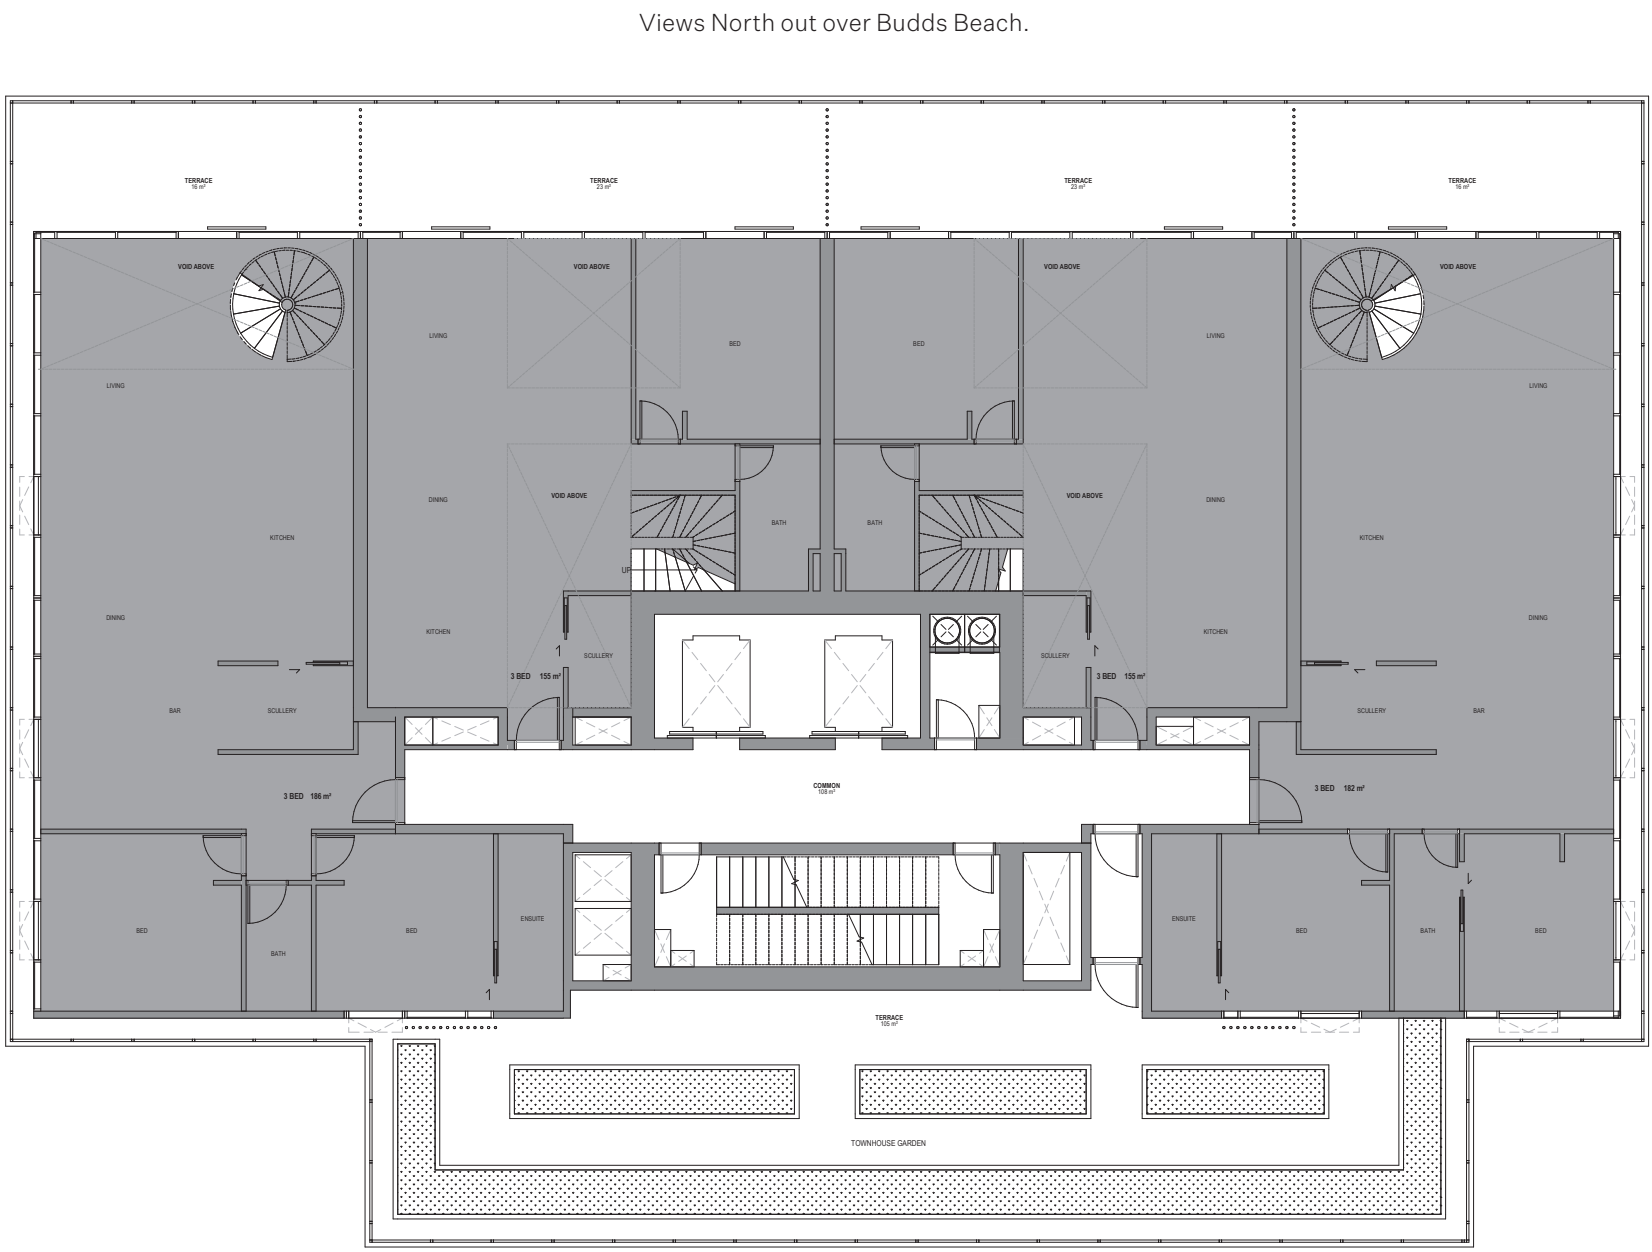 Views North out over Budds Beach.
TERRACE
16 m²
TERRACE
23 m²
TERRACE
23 m²
TERRACE
16 m²
VOID ABOVE
VOID ABOVE
VOID ABOVE
VOID ABOVE
LIVING
LIVING
BED
BED
LIVING
LIVING
DINING
VOID ABOVE
VOID ABOVE
DINING
KITCHEN
BATH
BATH
KITCHEN
UP
DINING
KITCHEN
KITCHEN
DINING
SCULLERY
SCULLERY
3 BED 155 m²
3 BED 155 m²
BAR
SCULLERY
SCULLERY
BAR
3 BED 186 m²
COMMON
108 m²
3 BED 182 m²
BED
BATH
BED
ENSUITE
ENSUITE
BED
BATH
BED
TERRACE
105 m²
TOWNHOUSE GARDEN